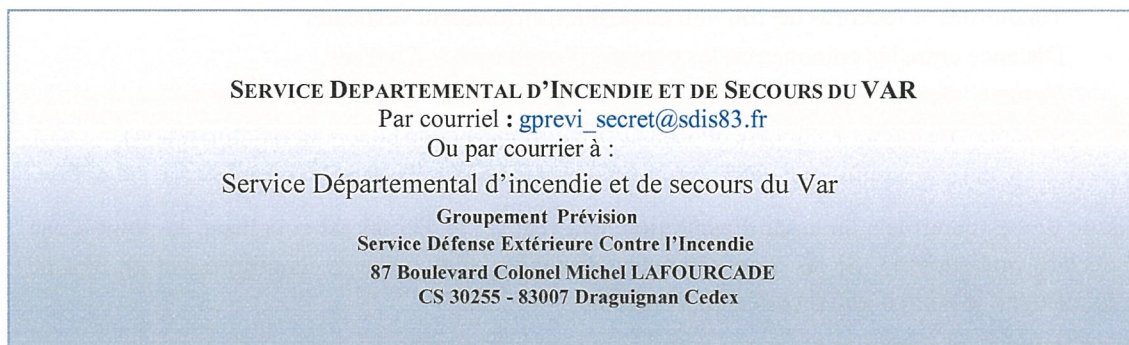 SERVICE DEPARTEMENTAL D'INCENDIE ET DE SECOURS DU VAR
Par courriel : gprevi_secret@sdis83.fr
Ou par courrier à :
Service Départemental d'incendie et de secours du Var
Groupement Prévision
Service Défense Extérieure Contre l'Incendie
87 Boulevard Colonel Michel LAFOURCADE
CS 30255 - 83007 Draguignan Cedex